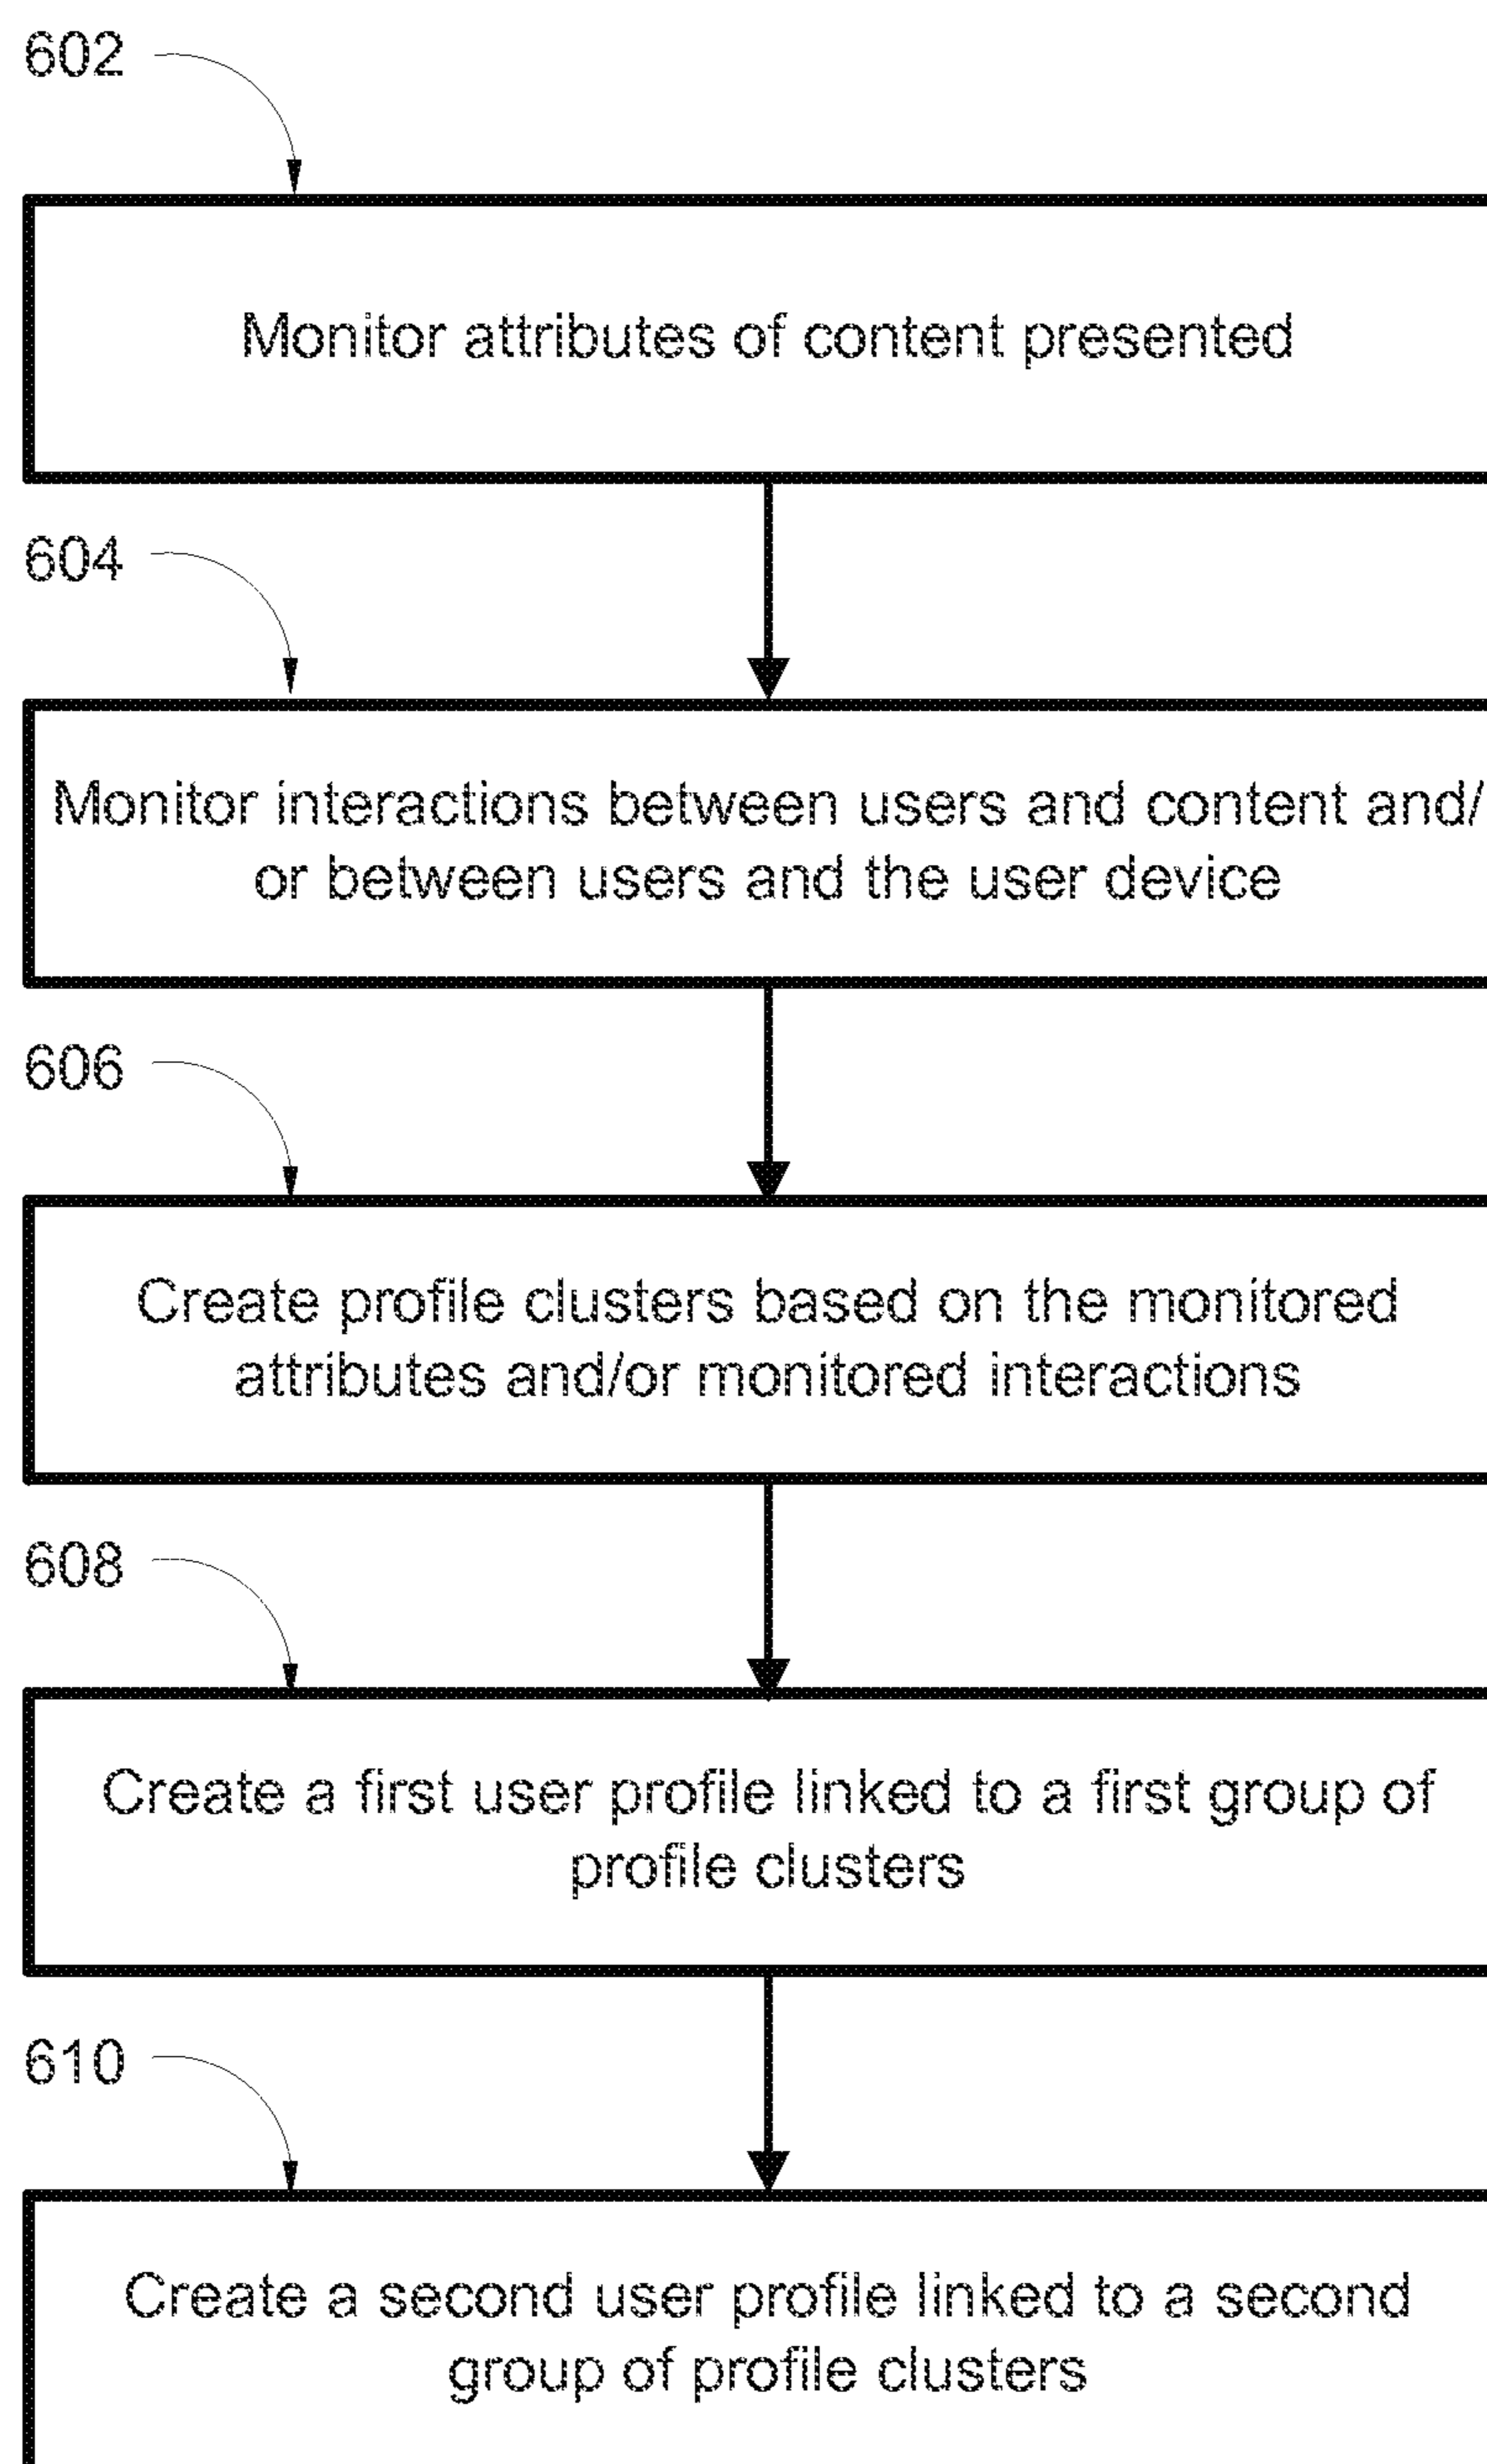 602
Monitor attributes of content presented
604
Monitor interactions between users and content and/
or between users and the user device
606
Create profile clusters based on the monitored
attributes and/or monitored interactions
608
Create a first user profile linked to a first group of
profile clusters
610
Create a second user profile linked to a second
group of profile clusters